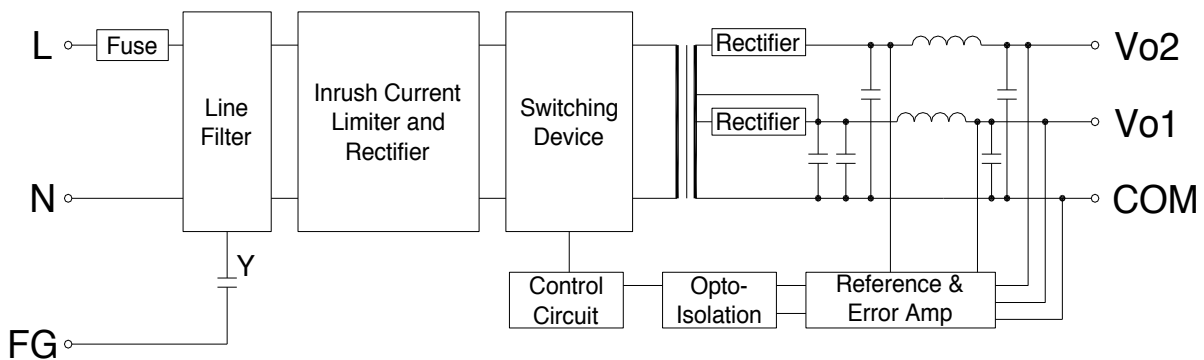 L
Fuse
Line
Filter
Inrush Current
Limiter and
Rectifier
Switching
Device
Rectifier
Vo2
Rectifier
Vo1
N
COM
Y
Control
Circuit
Opto-
Isolation
Reference &
Error Amp
FG